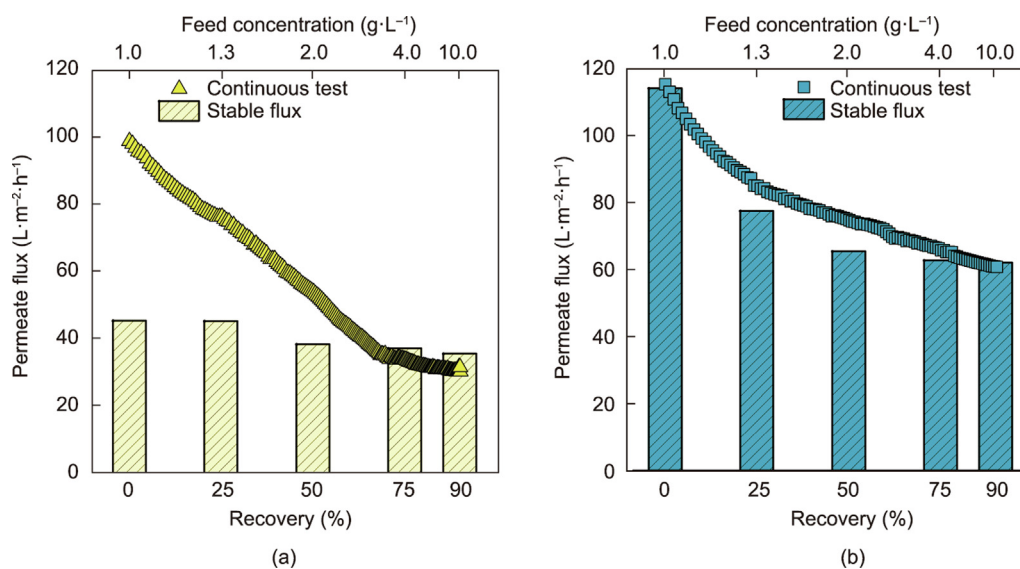 Feed concentration (g·L⁻¹)
1.0 1.3 2.0 4.0 10.0
120
100
80
60
40
20
0
Permeate flux (L·m⁻²·h⁻¹)
Continuous test
Stable flux
0 25 50 75 90
Recovery (%)
(a)
Feed concentration (g·L⁻¹)
1.0 1.3 2.0 4.0 10.0
120
100
80
60
40
20
0
Permeate flux (L·m⁻²·h⁻¹)
Continuous test
Stable flux
0 25 50 75 90
Recovery (%)
(b)